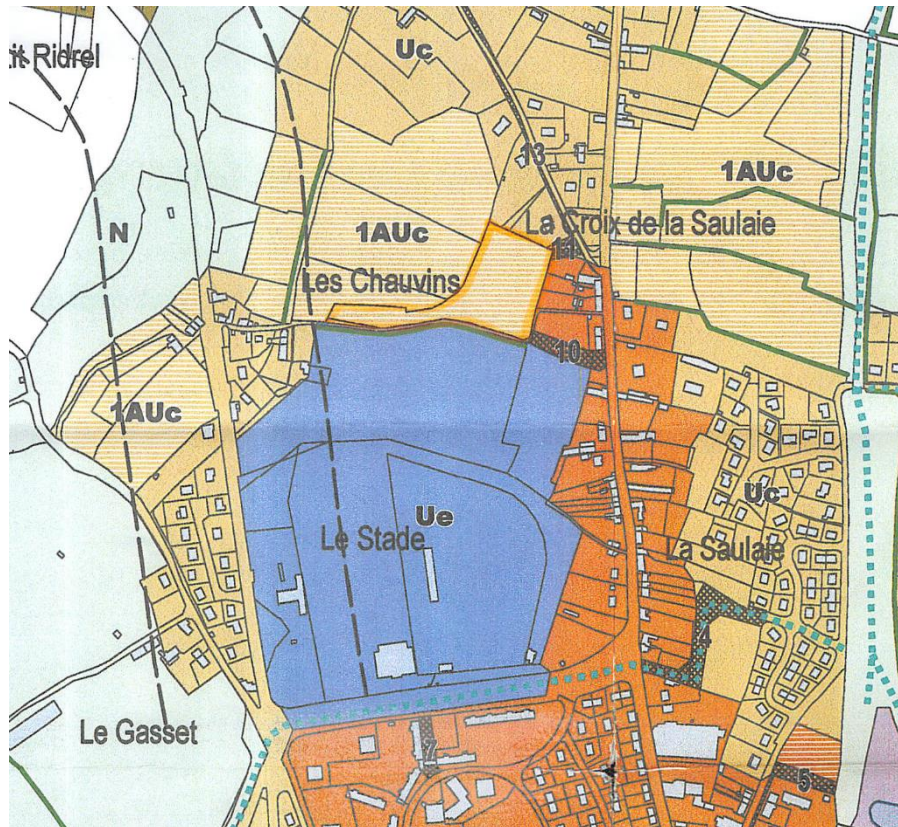 Uc
it Ridrel
13
1AUc
N
1AUc
La Croix de la Saulaie
11
Les Chauvins
10
1AUc
Uc
Ue
Le Stade
La Saulaie
4
Le Gasset
7
5